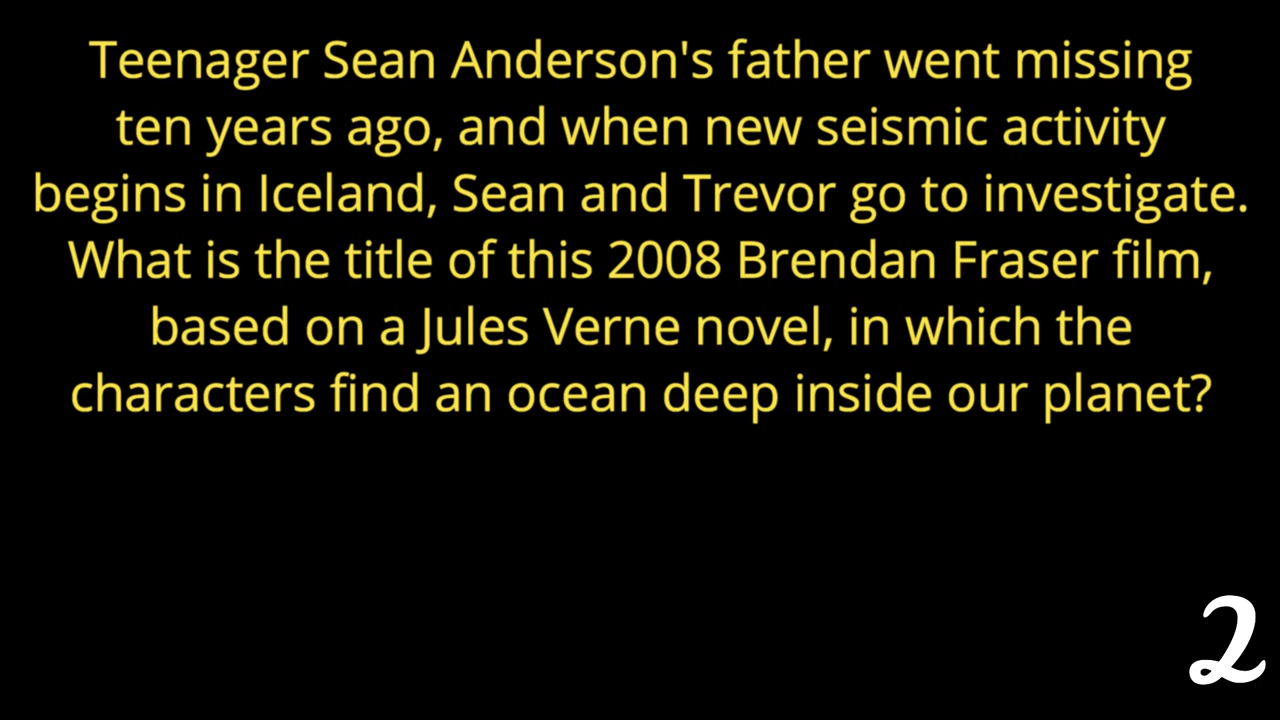 Teenager Sean Anderson's father went missing
ten years ago, and when new seismic activity
begins in Iceland, Sean and Trevor go to investigate.
What is the title of this 2008 Brendan Fraser film,
based on a Jules Verne novel, in which the
characters find an ocean deep inside our planet?
2